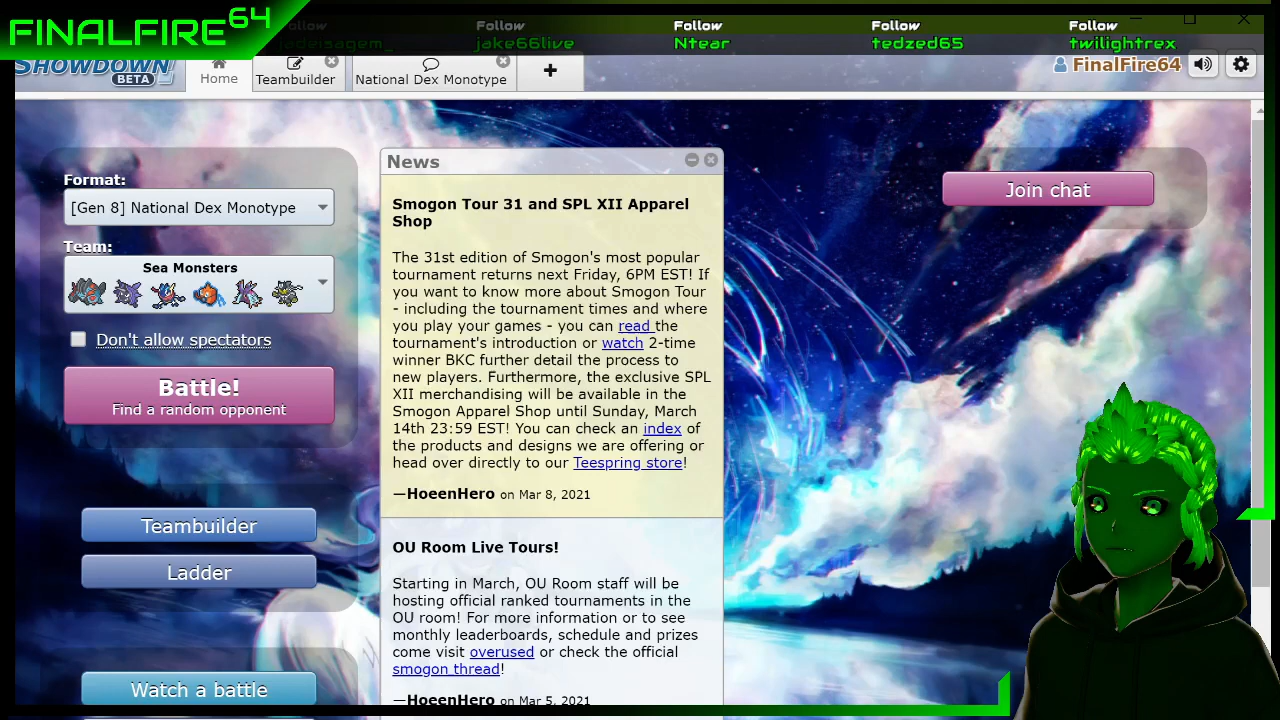 FINALFIRE64
Follow
jake66live
Follow
Ntear
Follow
tedzed65
Follow
twilightrex
SHOWDOWN
BETA
Home
Teambuilder
National Dex Monotype
+
FinalFire64
Format:
[Gen 8] National Dex Monotype
Team:
Sea Monsters
Don't allow spectators
Battle!
Find a random opponent
Teambuilder
Ladder
Watch a battle
News
Smogon Tour 31 and SPL XII Apparel
Shop
The 31st edition of Smogon's most popular
tournament returns next Friday, 6PM EST! If
you want to know more about Smogon Tour
- including the tournament times and where
you play your games - you can read the
tournament's introduction or watch 2-time
winner BKC further detail the process to
new players. Furthermore, the exclusive SPL
XII merchandising will be available in the
Smogon Apparel Shop until Sunday, March
14th 23:59 EST! You can check an index of
the products and designs we are offering or
head over directly to our Teespring store!
—HoeenHero on Mar 8, 2021
OU Room Live Tours!
Starting in March, OU Room staff will be
hosting official ranked tournaments in the
OU room! For more information or to see
monthly leaderboards, schedule and prizes
come visit overused or check the official
smogon thread!
—HoeenHero on Mar 5, 2021
Join chat